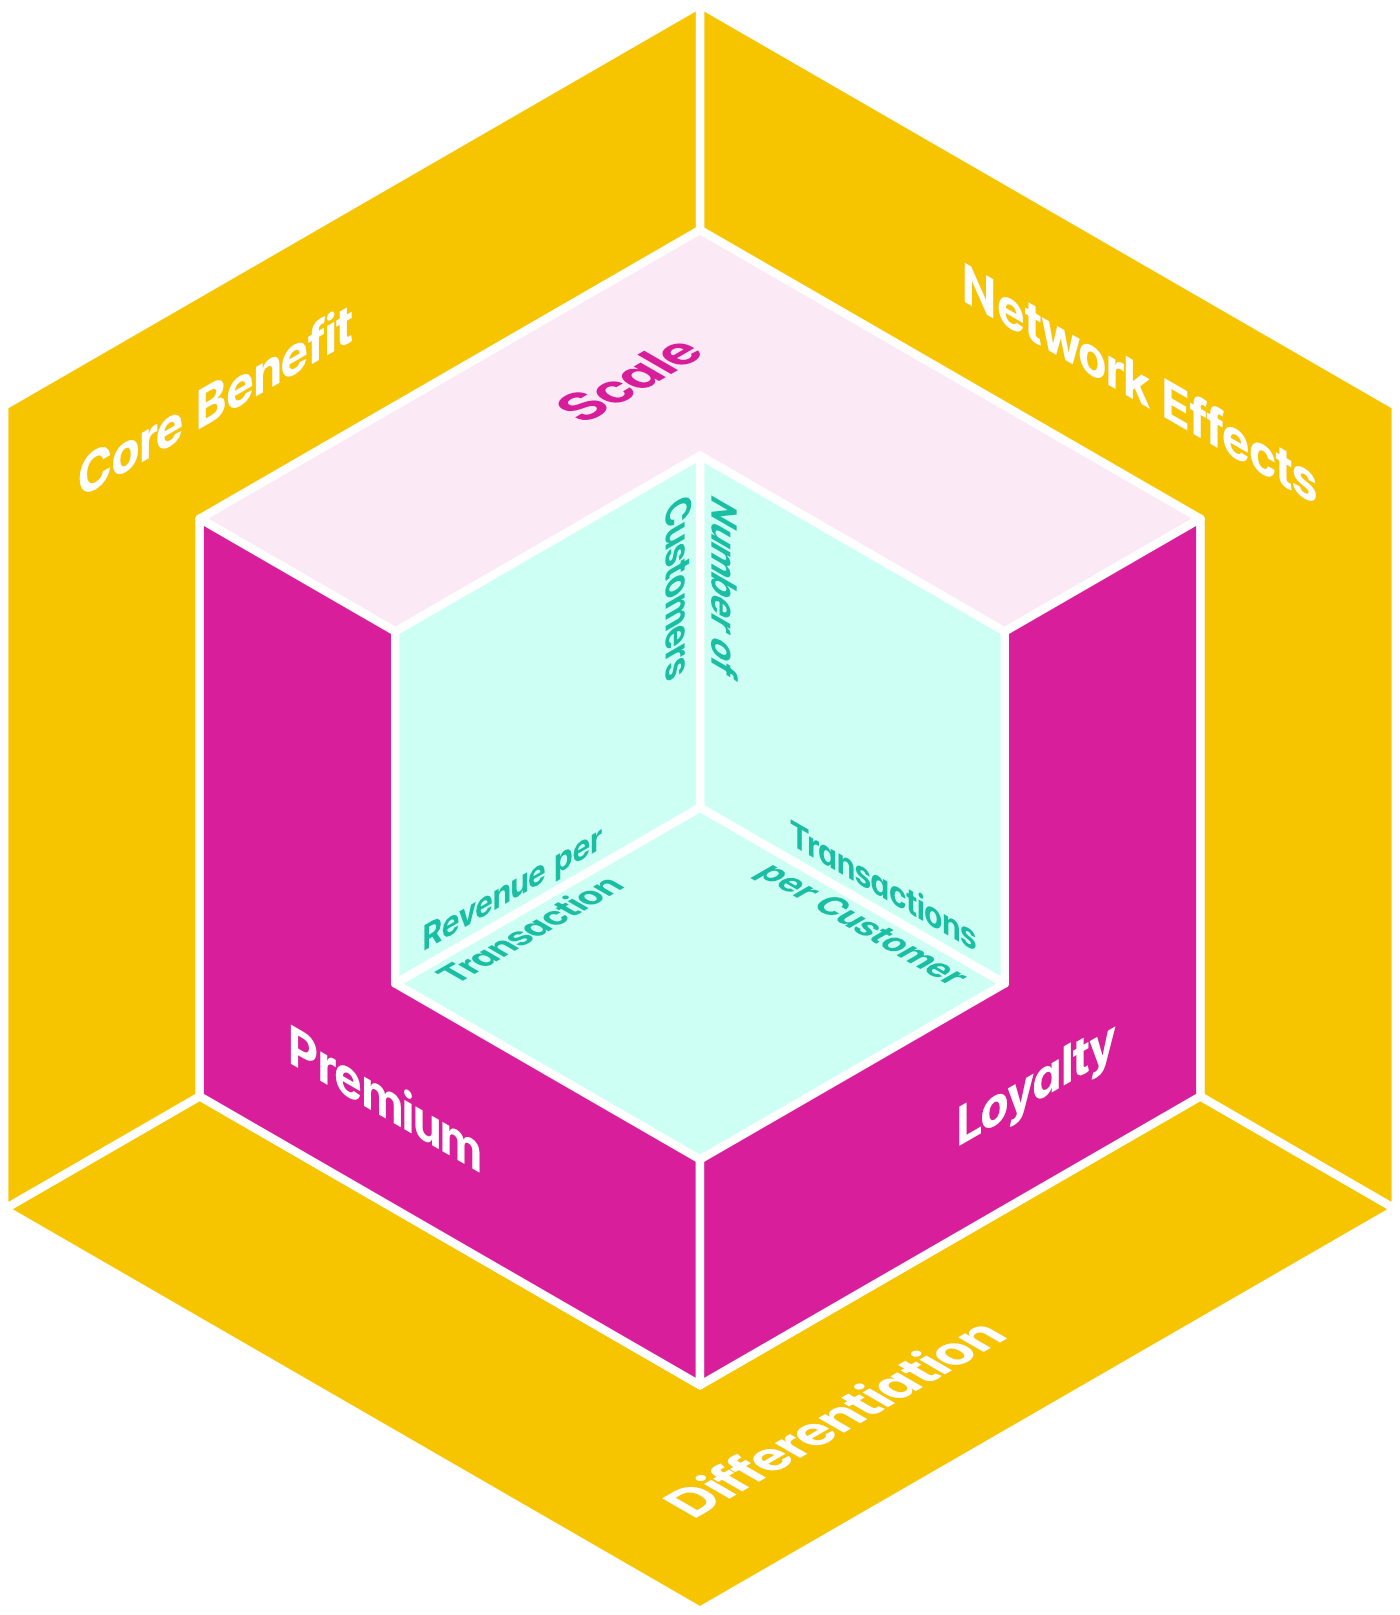 Core Benefit
Network Effects
Scale
Number of
Customers
Revenue per
Transaction
Transactions
per Customer
Premium
Loyalty
Differentiation